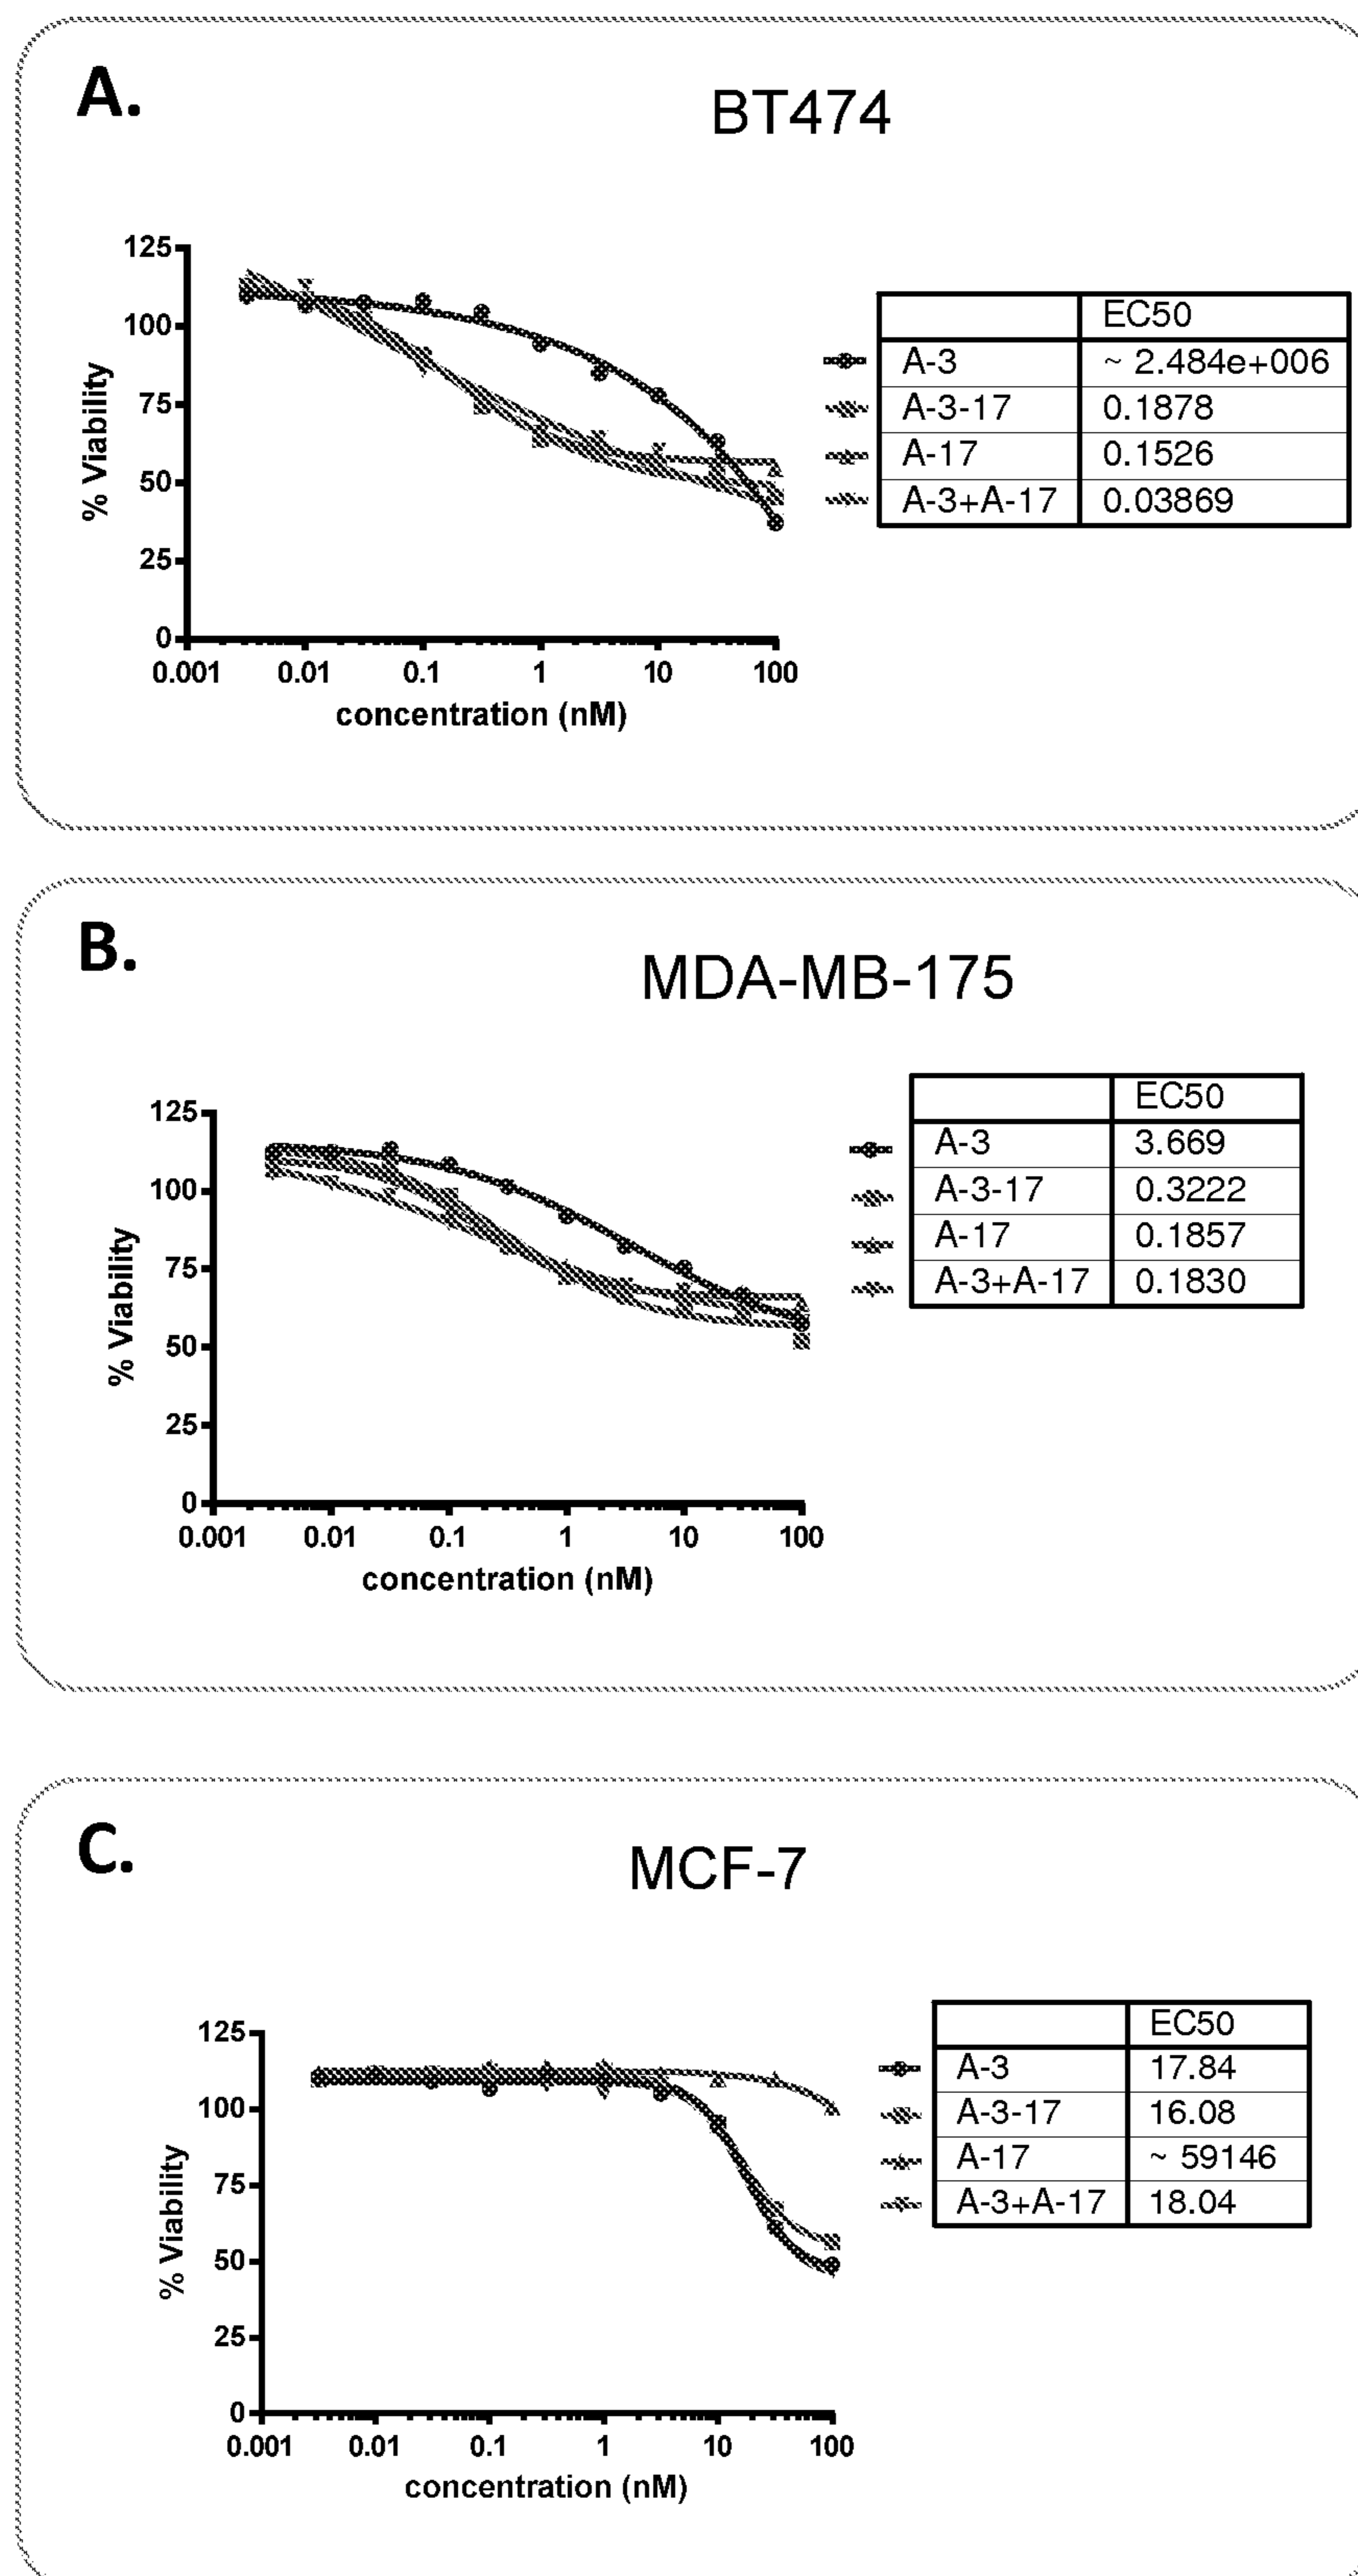 A.
BT474
125
100
75
50
25
0
% Viability
0.001 0.01 0.1 1 10 100
concentration (nM)
EC50
A-3 ~ 2.484e+006
A-3-17 0.1878
A-17 0.1526
A-3+A-17 0.03869
B.
MDA-MB-175
125
100
75
50
25
0
% Viability
0.001 0.01 0.1 1 10 100
concentration (nM)
EC50
A-3 3.669
A-3-17 0.3222
A-17 0.1857
A-3+A-17 0.1830
C.
MCF-7
125
100
75
50
25
0
% Viability
0.001 0.01 0.1 1 10 100
concentration (nM)
EC50
A-3 17.84
A-3-17 16.08
A-17 ~ 59146
A-3+A-17 18.04